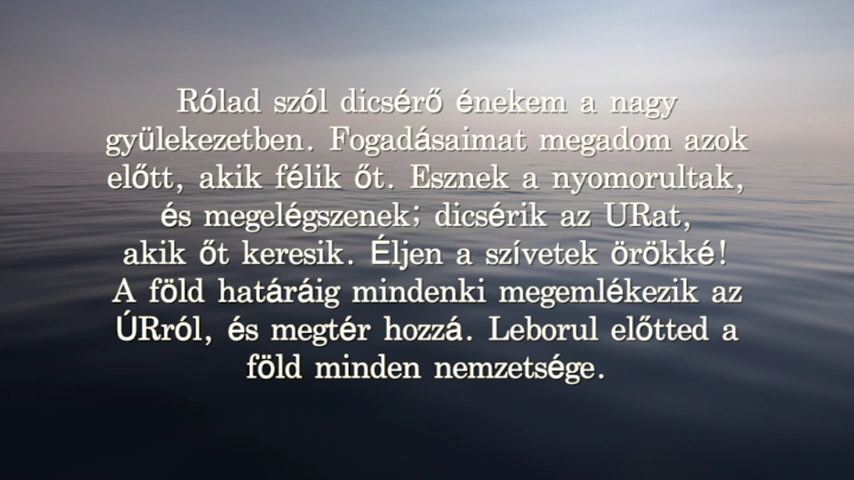 Rólad szól dicsérő énekem a nagy
gyülekezetben. Fogadásaimat megadom azok
előtt, akik félik őt. Esznek a nyomorultak,
és megelégszenek; dicsérik az URat,
akik őt keresik. Éljen a szívetek örökké!
A föld határáig mindenki megemlékezik az
ÚRról, és megtér hozzá. Leborul előtted a
föld minden nemzetsége.